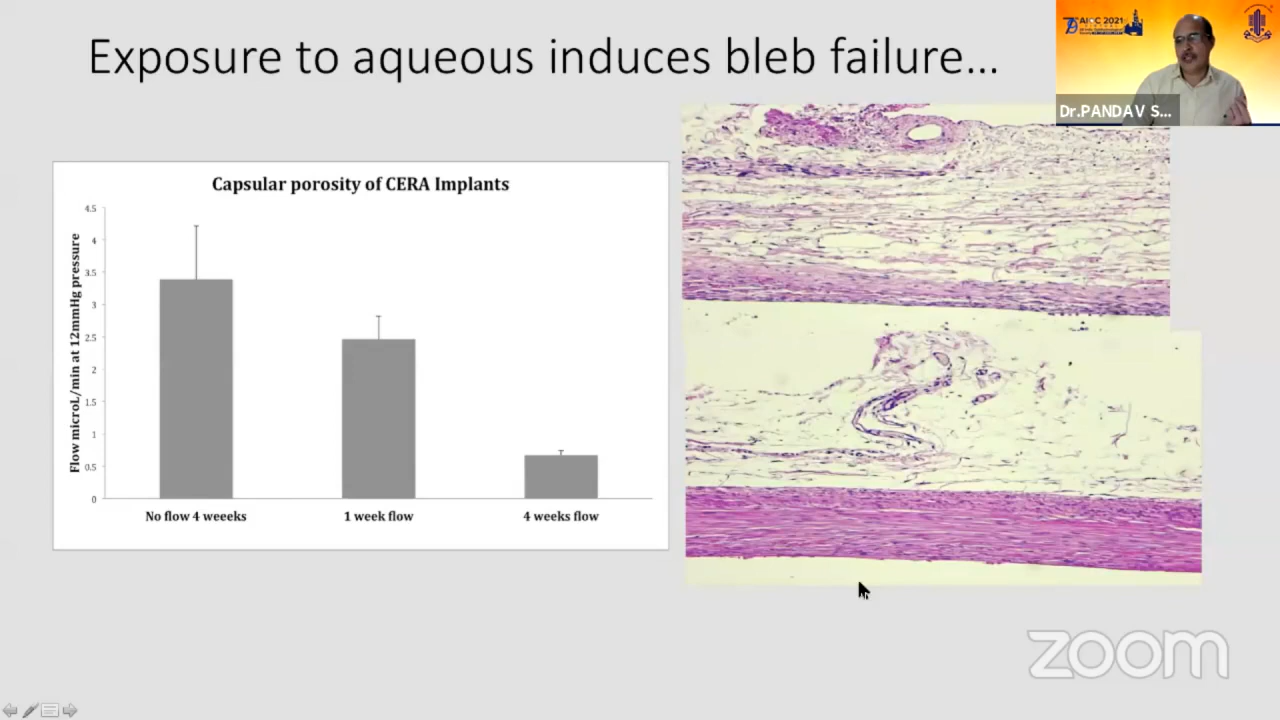 Exposure to aqueous induces bleb failure...
AIOC 2021
Dr.PANDAV S...
Capsular porosity of CERA Implants
Flow microL/min at 12mmHg pressure
4.5
4
3.5
3
2.5
2
1.5
1
0.5
0
No flow 4 weeeks
1 week flow
4 weeks flow
zoom